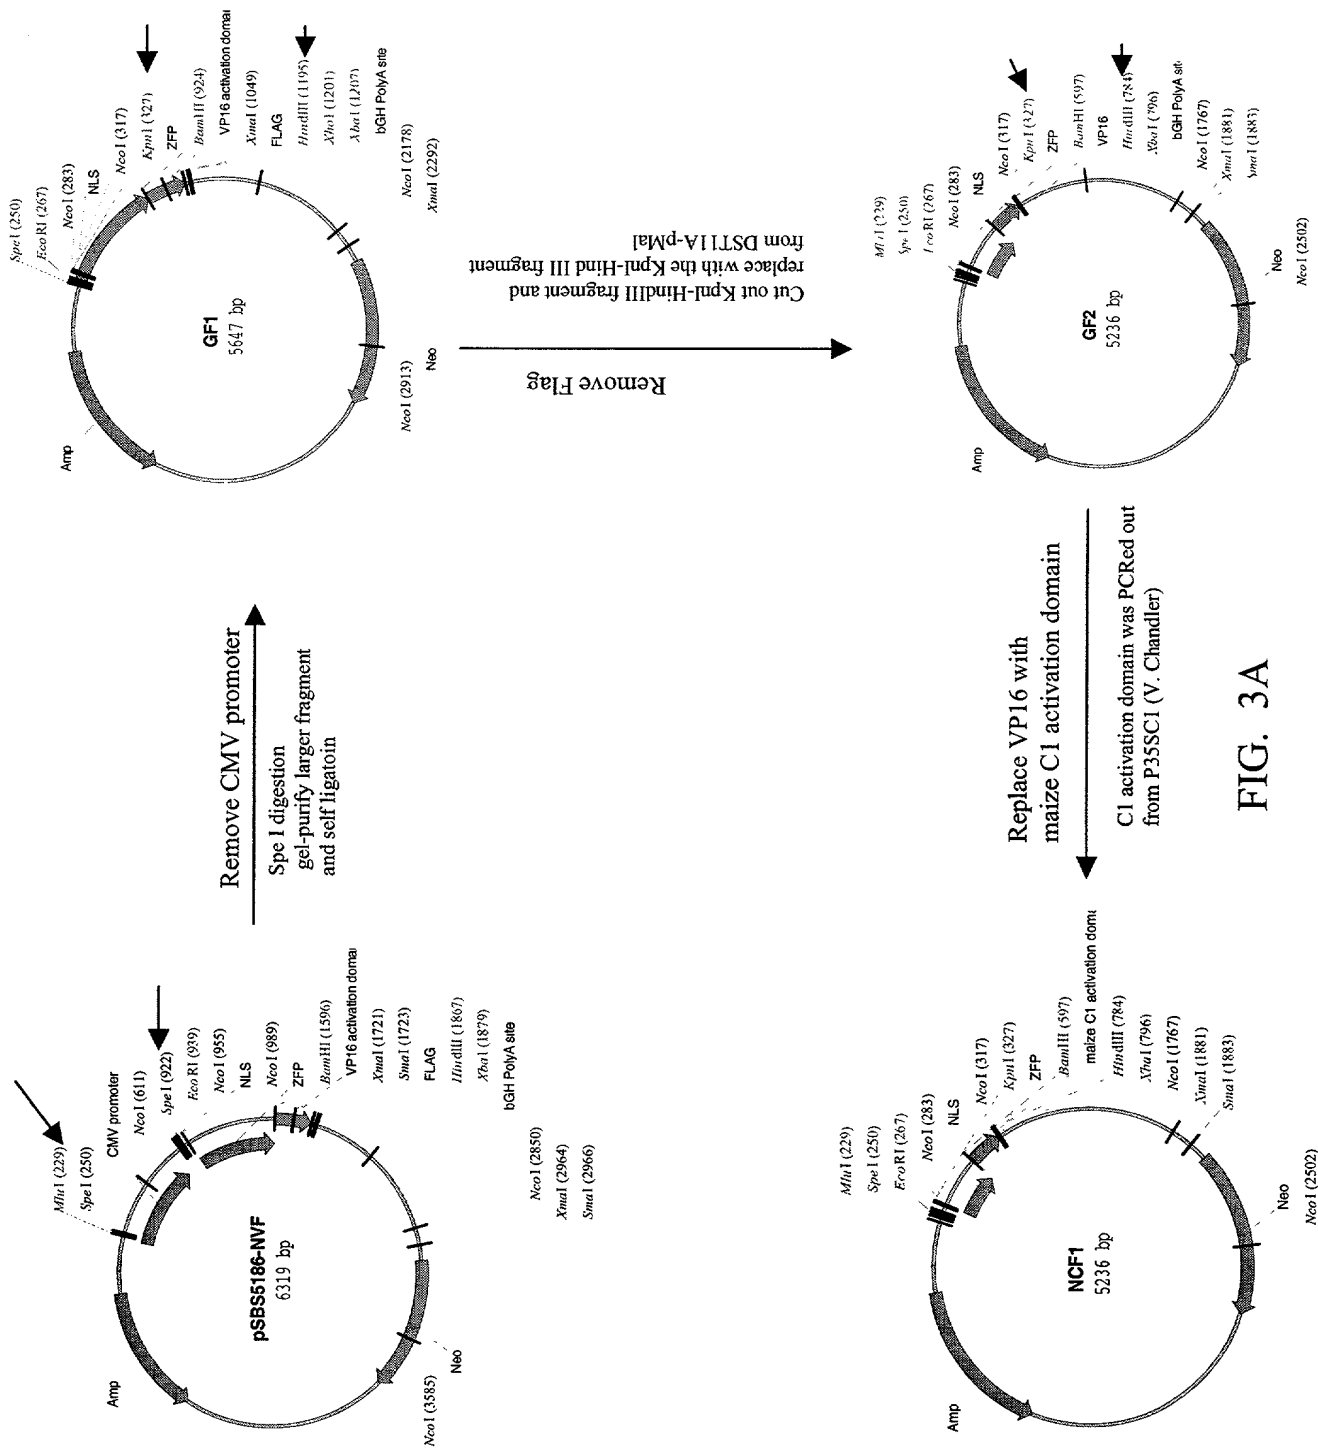 pSBS5186-NVF
6319 bp
Amp
MluI (229)
SpeI (250)
CMV promoter
NcoI (611)
SpeI (922)
EcoRI (939)
NcoI (955)
NLS
NcoI (989)
ZFP
BamHI (1596)
VP16 activation domai
XmaI (1721)
SmaI (1723)
FLAG
HindIII (1867)
XbaI (1879)
bGH PolyA site
NcoI (2850)
XmaI (2964)
SmaI (2966)
Neo
NcoI (3585)
Remove CMV promoter
Spe I digestion
gel-purify larger fragment
and self ligatoin
GF1
5647 bp
Amp
SpeI (250)
EcoRI (267)
NcoI (283)
NLS
NcoI (317)
KpnI (327)
ZFP
BamHI (924)
VP16 activation domai
XmaI (1049)
FLAG
HindIII (1195)
XhoI (1201)
XbaI (1207)
bGH PolyA site
NcoI (2178)
XmaI (2292)
Neo
NcoI (2913)
Remove Flag
Cut out KpnI-HindIII fragment and
replace with the KpnI-Hind III fragment
from DST11A-pMal
GF2
5236 bp
Amp
MluI (229)
SpeI (250)
EcoRI (267)
NcoI (283)
NLS
NcoI (317)
KpnI (327)
ZFP
BamHI (597)
VP16
HindIII (784)
XbaI (796)
bGH PolyA sit
NcoI (1767)
XmaI (1881)
SmaI (1883)
Neo
NcoI (2502)
Replace VP16 with
maize C1 activation domain
C1 activation domain was PCRed out
from P35SC1 (V. Chandler)
NCF1
5236 bp
Amp
MluI (229)
SpeI (250)
EcoRI (267)
NcoI (283)
NLS
NcoI (317)
KpnI (327)
ZFP
BamHI (597)
maize C1 activation doma
HindIII (784)
XbaI (796)
NcoI (1767)
XmaI (1881)
SmaI (1883)
Neo
NcoI (2502)
FIG. 3A